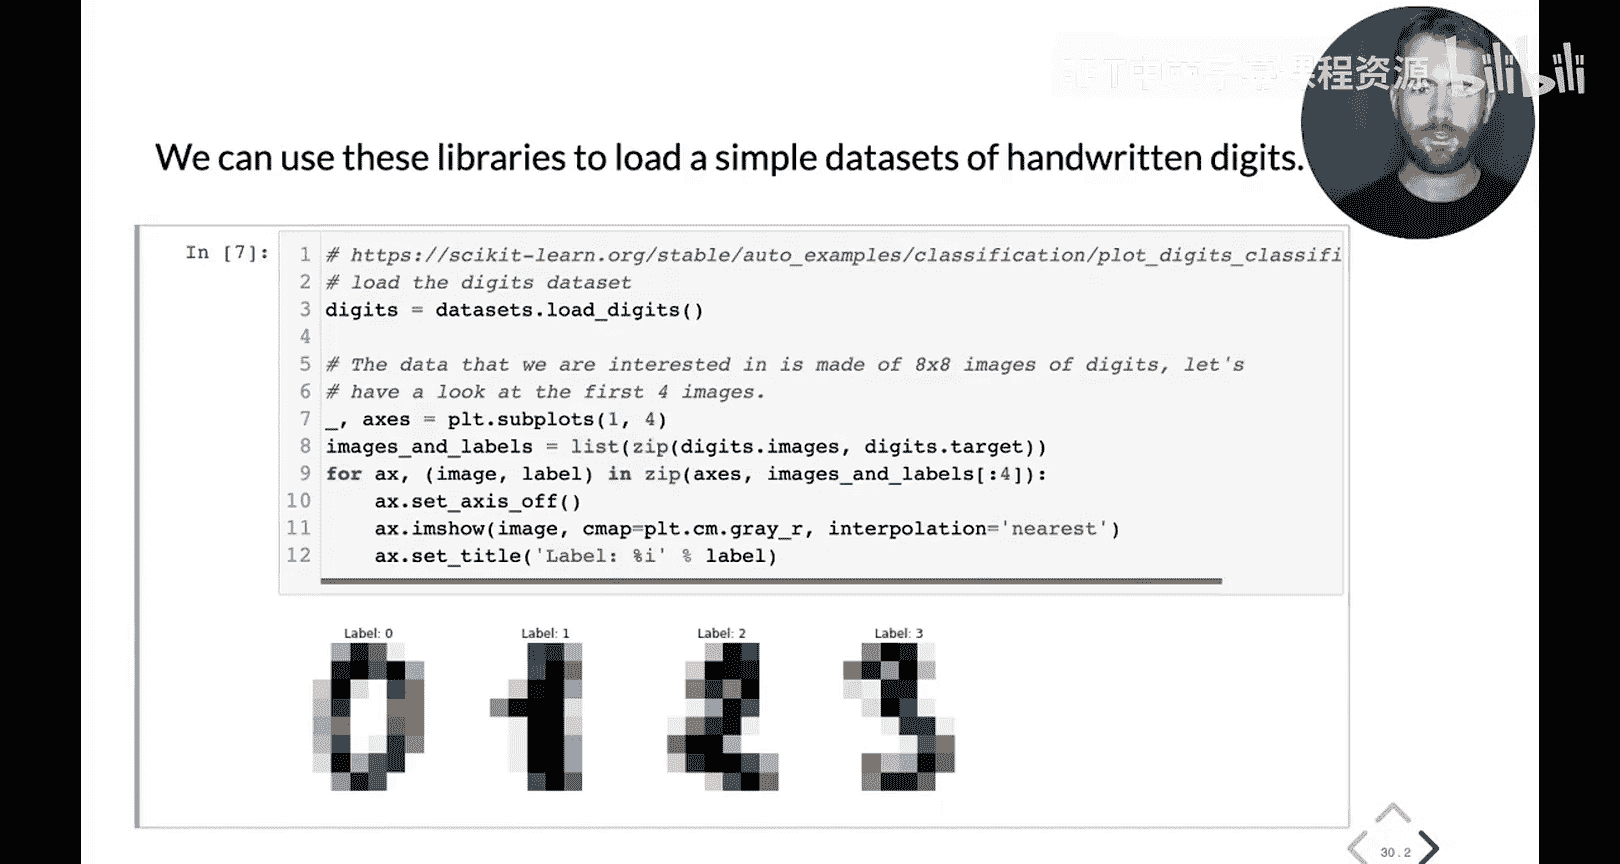 课程资源 bilibili
We can use these libraries to load a simple datasets of handwritten digits.
In [7]:
1 # https://scikit-learn.org/stable/auto_examples/classification/plot_digits_classifi
2 # load the digits dataset
3 digits = datasets.load_digits()
4
5 # The data that we are interested in is made of 8x8 images of digits, let's
6 # have a look at the first 4 images.
7 _, axes = plt.subplots(1, 4)
8 images_and_labels = list(zip(digits.images, digits.target))
9 for ax, (image, label) in zip(axes, images_and_labels[:4]):
10 ax.set_axis_off()
11 ax.imshow(image, cmap=plt.cm.gray_r, interpolation='nearest')
12 ax.set_title('Label: %i' % label)
Label: 0 Label: 1 Label: 2 Label: 3
30.2